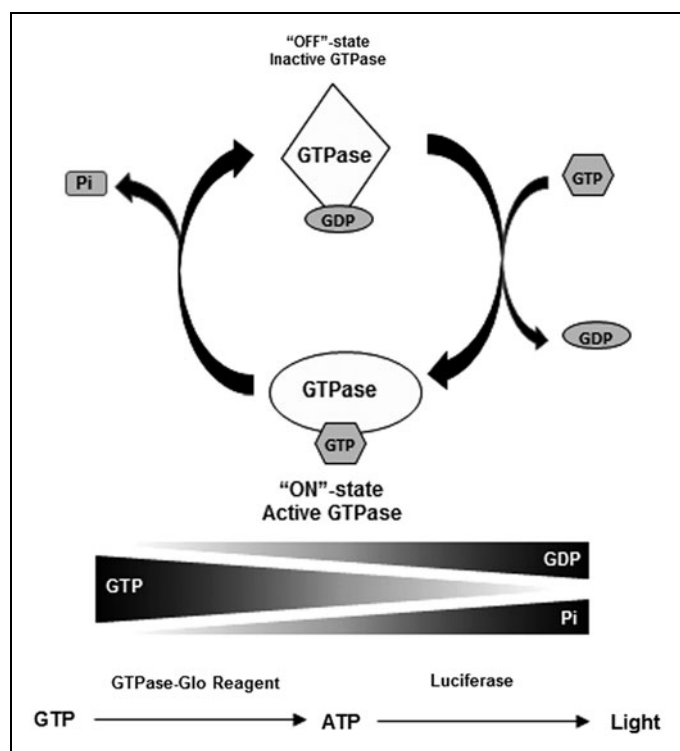 “OFF”-state
Inactive GTPase
GTPase
GDP
Pi
GTP
GDP
GTPase
GTP
“ON”-state
Active GTPase
GDP
GTP
Pi
GTPase-Glo Reagent
Luciferase
GTP
ATP
Light